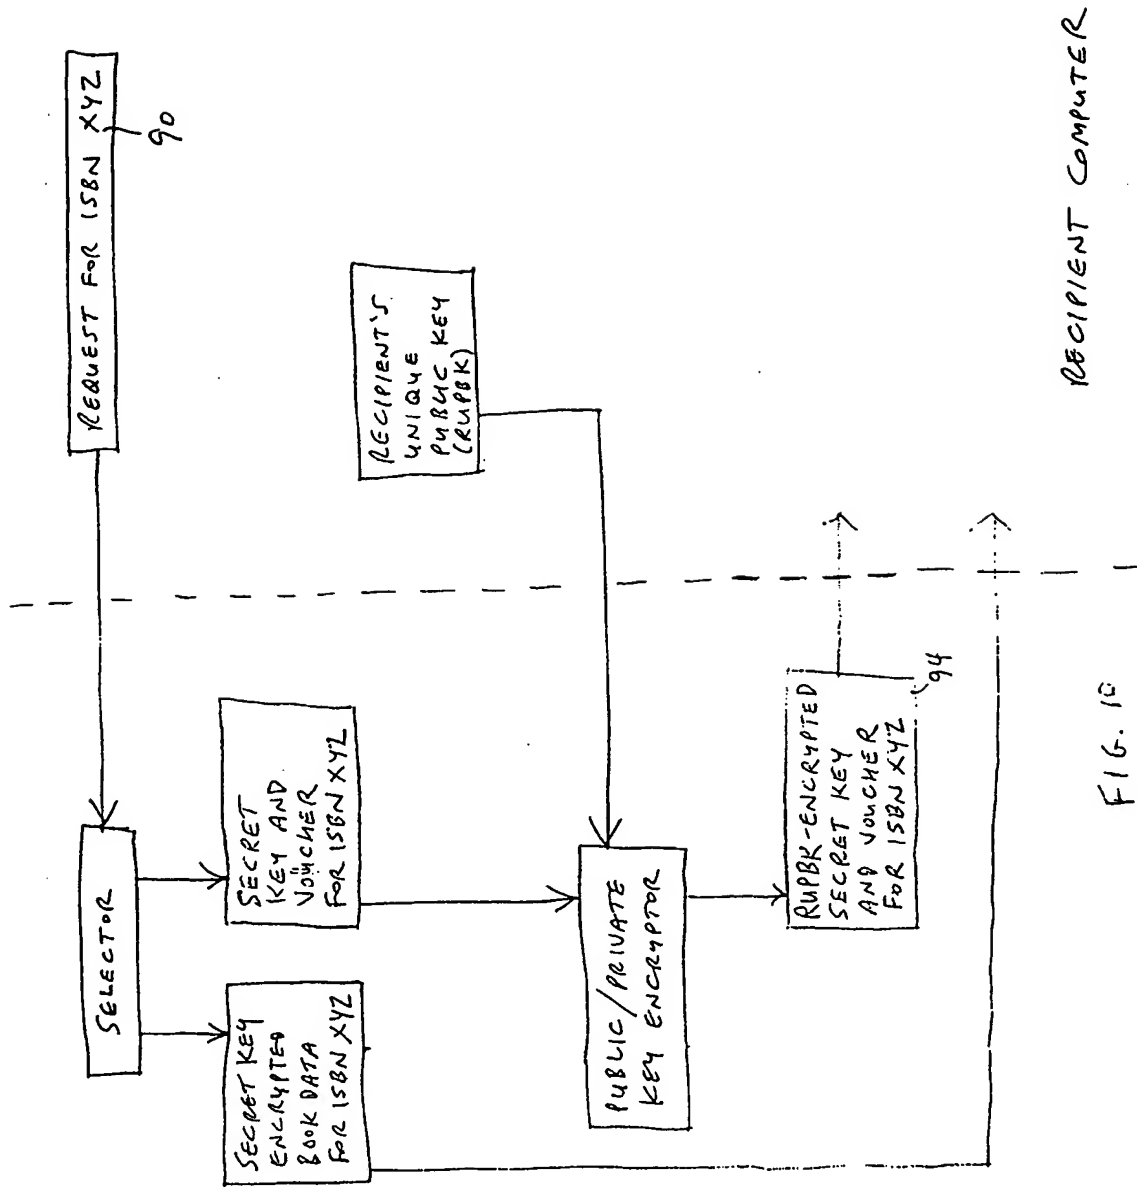 REQUEST FOR ISBN XYZ
90
SELECTOR
SECRET
KEY AND
VOUCHER
FOR ISBN XYZ
SECRET KEY
ENCRYPTED
BOOK DATA
FOR ISBN XYZ
RECIPIENT'S
UNIQUE
PUBLIC KEY
(RUPBK)
PUBLIC/PRIVATE
KEY ENCRYPTOR
RUPBK-ENCRYPTED
SECRET KEY
AND VOUCHER
FOR ISBN XYZ
94
RECIPIENT COMPUTER
FIG. 10